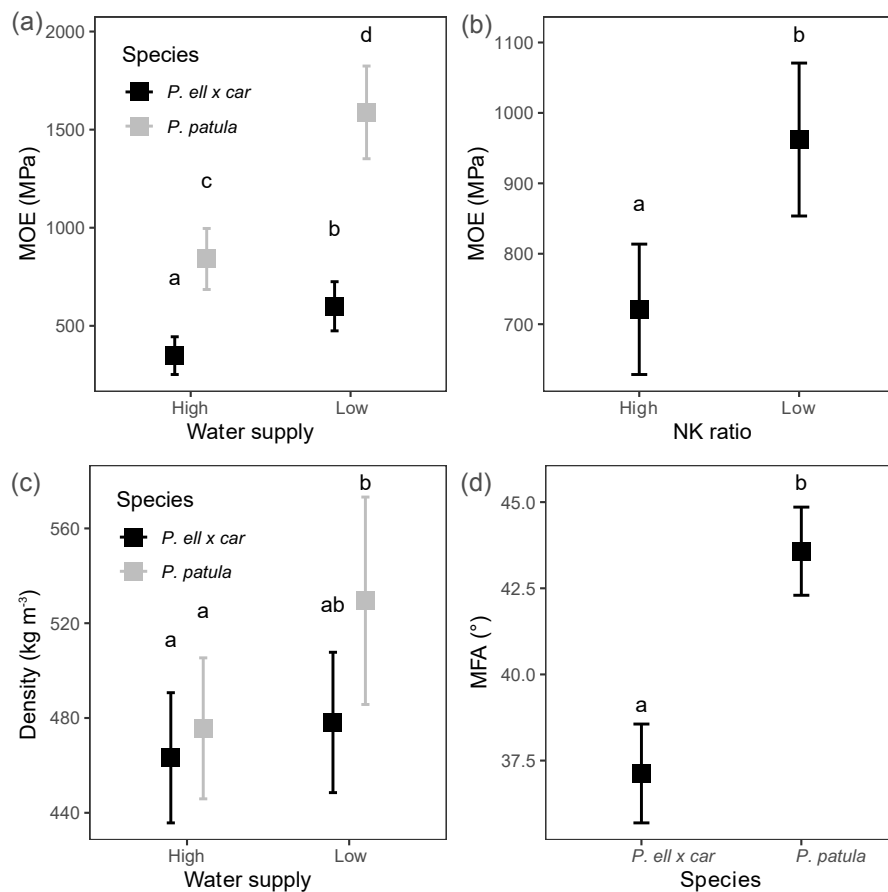 (a)
2000
1500
1000
500
MOE (MPa)
Species
P. ell x car
P. patula
a
c
b
d
High
Low
Water supply
(b)
1100
1000
900
800
700
MOE (MPa)
a
b
High
Low
NK ratio
(c)
560
520
480
440
Density (kg m⁻³)
Species
P. ell x car
P. patula
a
a
ab
b
High
Low
Water supply
(d)
45.0
42.5
40.0
37.5
MFA (°)
a
b
P. ell x car
P. patula
Species